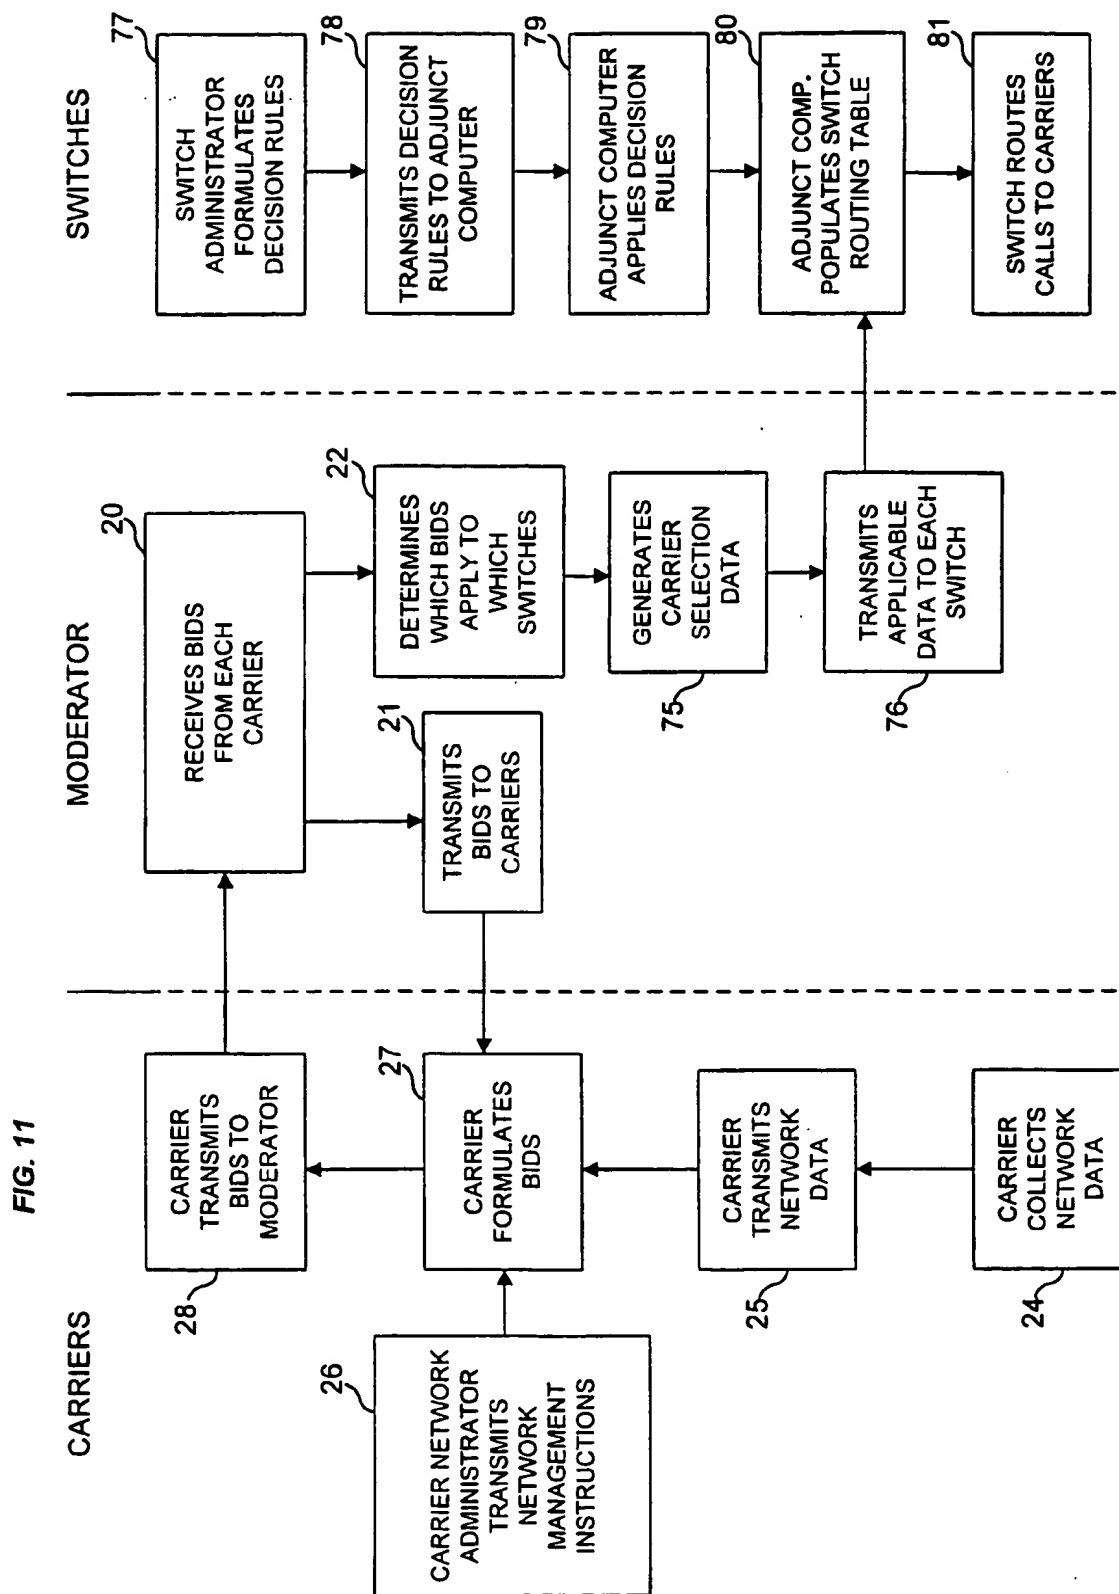 FIG. 11
CARRIERS
MODERATOR
SWITCHES
26
CARRIER NETWORK
ADMINISTRATOR
TRANSMITS
NETWORK
MANAGEMENT
INSTRUCTIONS
28
CARRIER
TRANSMITS
BIDS TO
MODERATOR
27
CARRIER
FORMULATES
BIDS
25
CARRIER
TRANSMITS
NETWORK
DATA
24
CARRIER
COLLECTS
NETWORK
DATA
20
RECEIVES BIDS
FROM EACH
CARRIER
21
TRANSMITS
BIDS TO
CARRIERS
22
DETERMINES
WHICH BIDS
APPLY TO
WHICH
SWITCHES
75
GENERATES
CARRIER
SELECTION
DATA
76
TRANSMITS
APPLICABLE
DATA TO EACH
SWITCH
77
SWITCH
ADMINISTRATOR
FORMULATES
DECISION RULES
78
TRANSMITS DECISION
RULES TO ADJUNCT
COMPUTER
79
ADJUNCT COMPUTER
APPLIES DECISION
RULES
80
ADJUNCT COMP.
POPULATES SWITCH
ROUTING TABLE
81
SWITCH ROUTES
CALLS TO CARRIERS